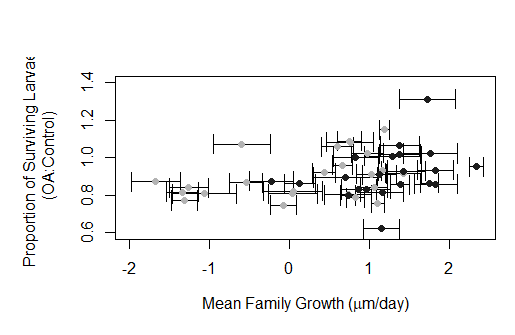 Proportion of Surviving Larvae
(OA:Control)
1.4
1.2
1.0
0.8
0.6
-2 -1 0 1 2
Mean Family Growth (μm/day)